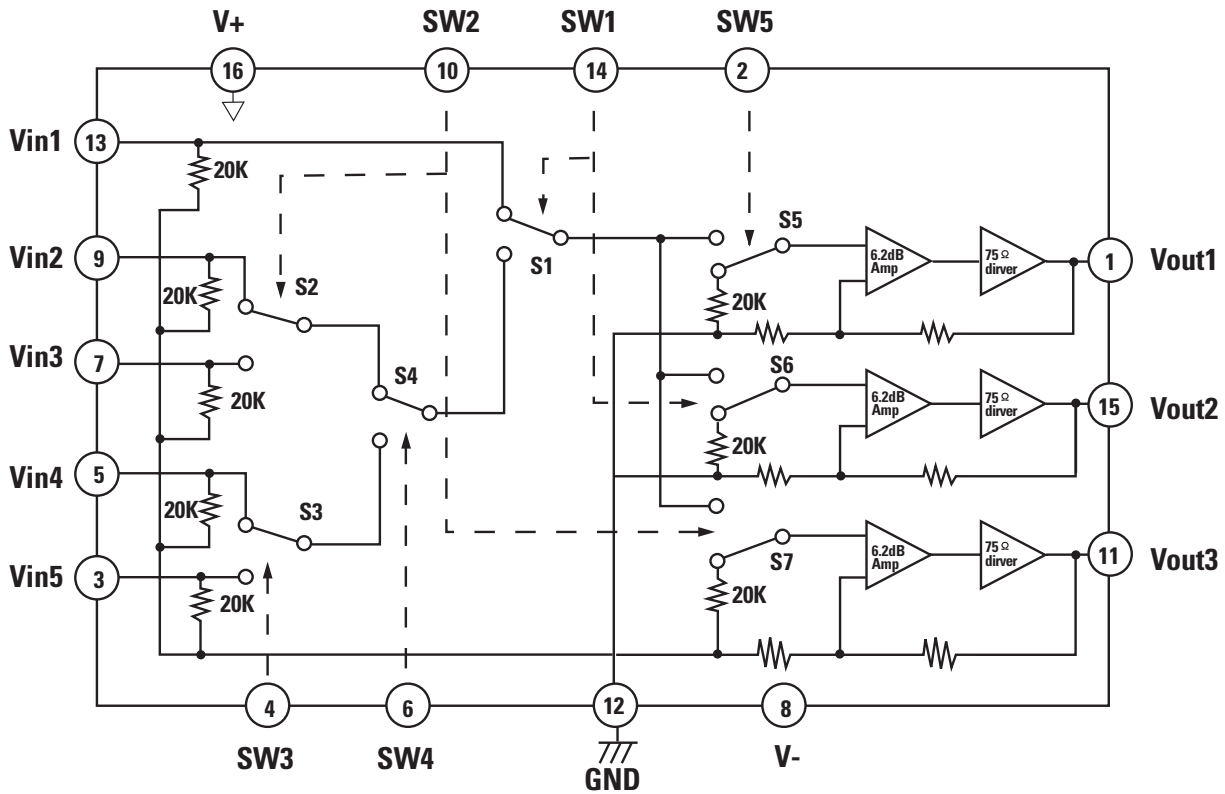 V+
SW2
SW1
SW5
16
10
14
2
Vin1
13
20K
Vin2
9
20K
S2
S1
S5
6.2dB
Amp
75Ω
dirver
1
Vout1
20K
Vin3
7
20K
S4
S6
6.2dB
Amp
75Ω
dirver
15
Vout2
20K
Vin4
5
20K
S3
S7
6.2dB
Amp
75Ω
dirver
11
Vout3
20K
Vin5
3
20K
4
6
12
8
SW3
SW4
GND
V-